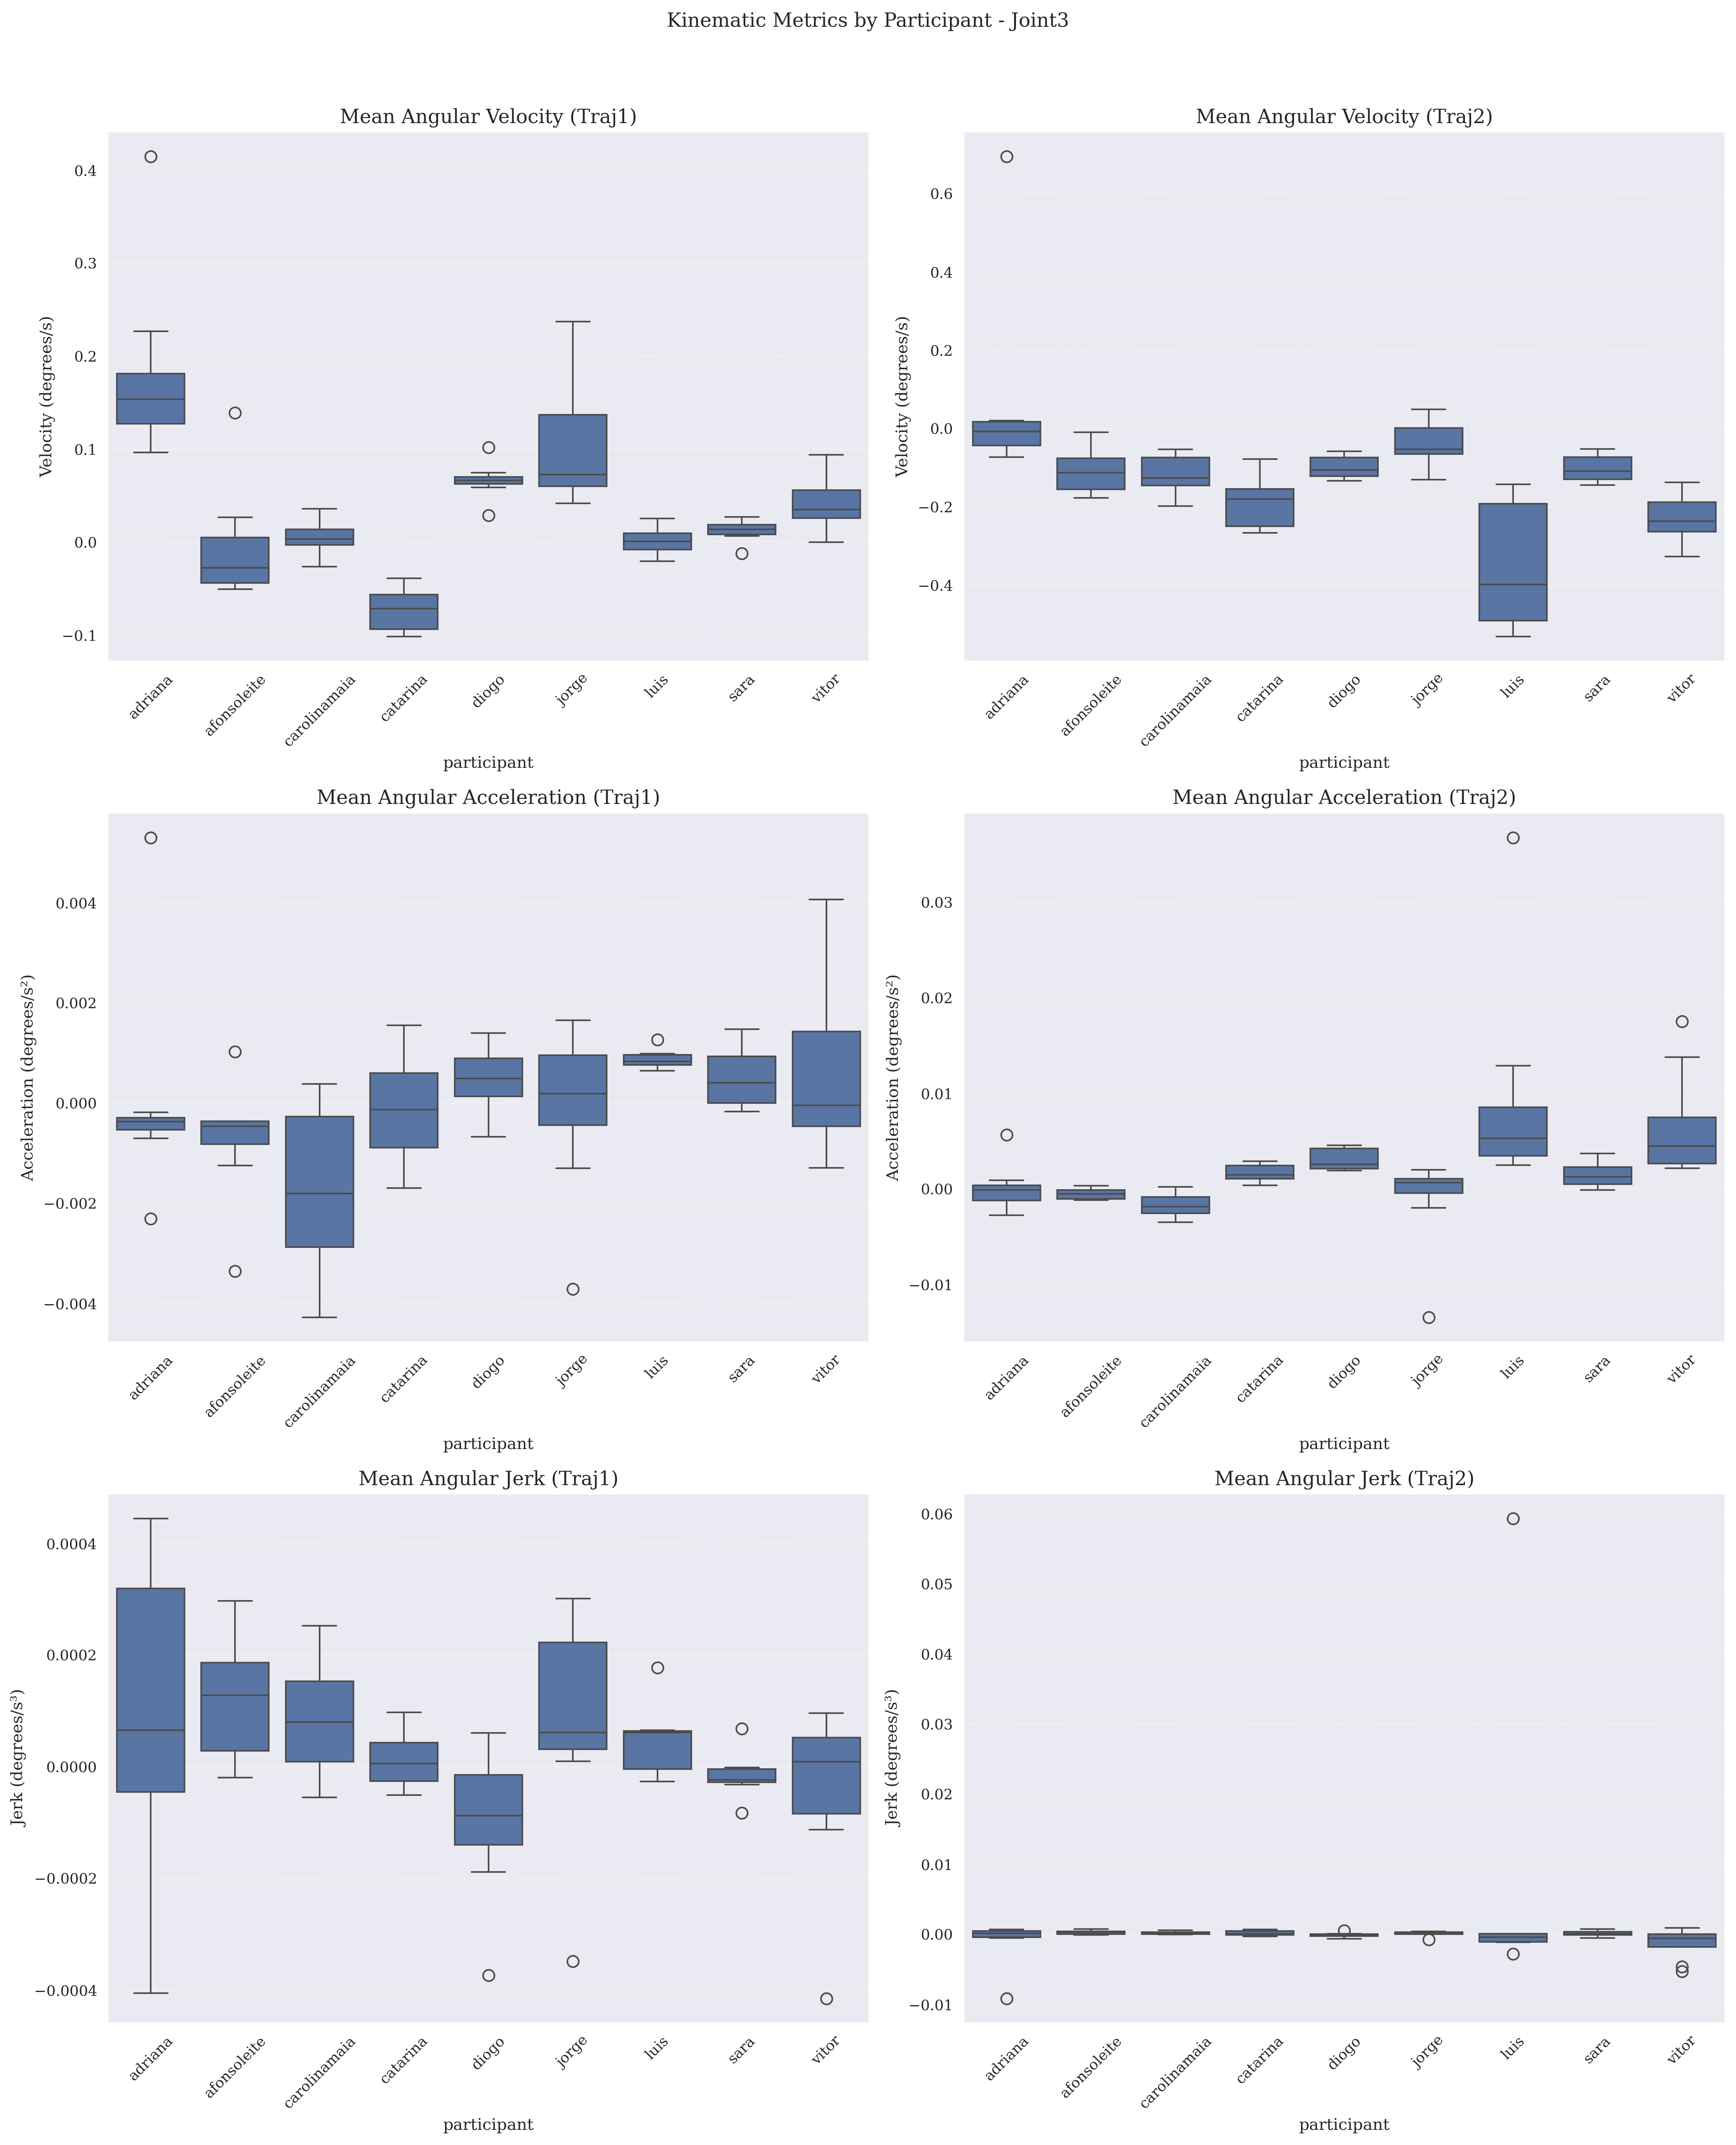 Kinematic Metrics by Participant - Joint3
Mean Angular Velocity (Traj1)
Velocity (degrees/s)
0.4
0.3
0.2
0.1
0.0
−0.1
adriana
afonsoleite
carolinamaia
catarina
diogo
jorge
luis
sara
vitor
participant
Mean Angular Velocity (Traj2)
Velocity (degrees/s)
0.6
0.4
0.2
0.0
−0.2
−0.4
adriana
afonsoleite
carolinamaia
catarina
diogo
jorge
luis
sara
vitor
participant
Mean Angular Acceleration (Traj1)
Acceleration (degrees/s²)
0.004
0.002
0.000
−0.002
−0.004
adriana
afonsoleite
carolinamaia
catarina
diogo
jorge
luis
sara
vitor
participant
Mean Angular Acceleration (Traj2)
Acceleration (degrees/s²)
0.03
0.02
0.01
0.00
−0.01
adriana
afonsoleite
carolinamaia
catarina
diogo
jorge
luis
sara
vitor
participant
Mean Angular Jerk (Traj1)
Jerk (degrees/s³)
0.0004
0.0002
0.0000
−0.0002
−0.0004
adriana
afonsoleite
carolinamaia
catarina
diogo
jorge
luis
sara
vitor
participant
Mean Angular Jerk (Traj2)
Jerk (degrees/s³)
0.06
0.05
0.04
0.03
0.02
0.01
0.00
−0.01
adriana
afonsoleite
carolinamaia
catarina
diogo
jorge
luis
sara
vitor
participant